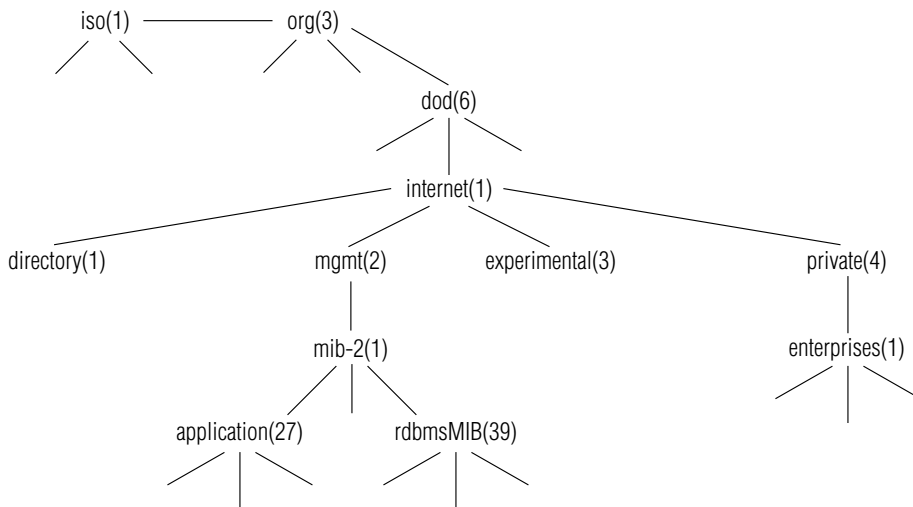 iso(1) org(3)
dod(6)
internet(1)
directory(1) mgmt(2) experimental(3) private(4)
mib-2(1) enterprises(1)
application(27) rdbmsMIB(39)